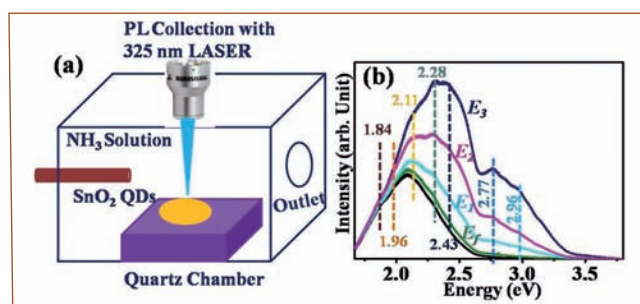 PL Collection with
325 nm LASER
(a)
RENISHAW
NH₃ Solution
SnO₂ QDs
Outlet
Quartz Chamber
(b)
Intensity (arb. Unit)
1.84
1.96
2.11
2.28
2.43
2.77
2.96
E₃
E₂
E₁
E_f
2.0
2.5
3.0
3.5
Energy (eV)